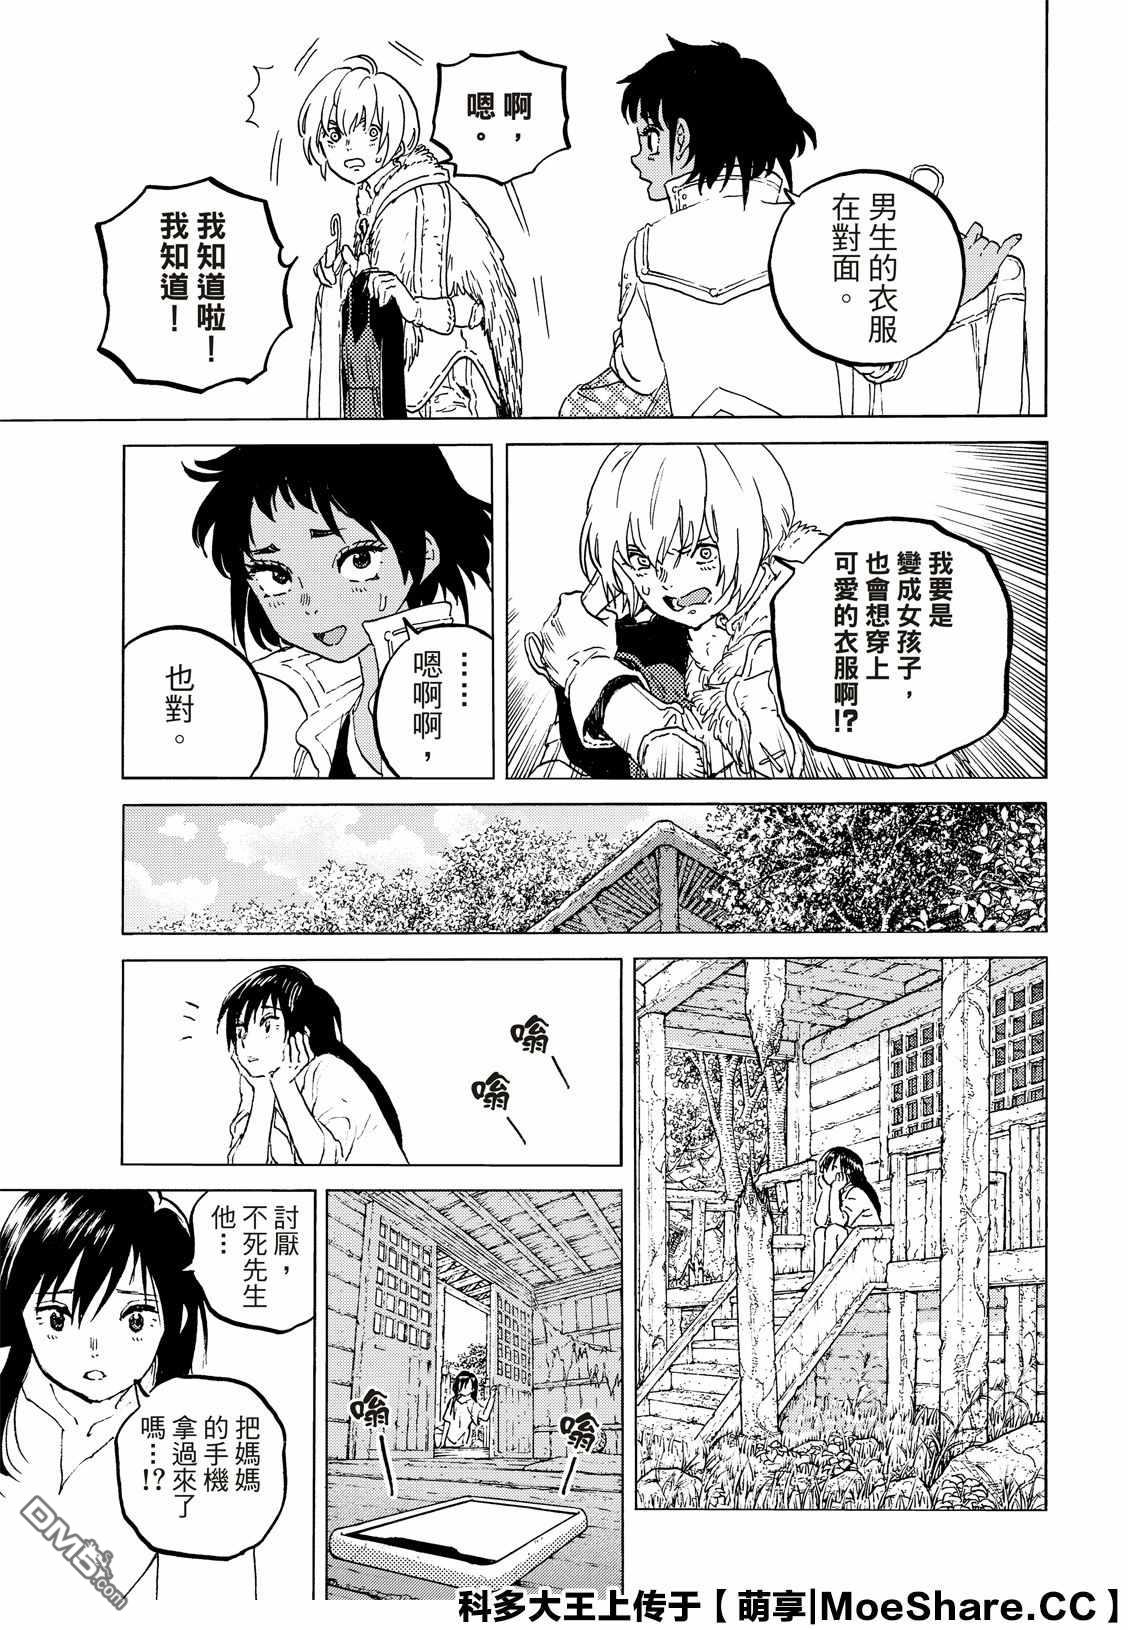 男生的衣服
在對面。
啊，
嗯。
我知道啦！
我知道！
我要是
變成女孩子，
也會想穿上
可愛的衣服啊!?
……
嗯啊啊，
也對。
嗡
嗡
嗡
嗡
討厭，
不死先生
他…
把媽媽
的手機
拿過來了
嗎…!?
DM5.com
科多大王上传于【萌享|MoeShare.CC】